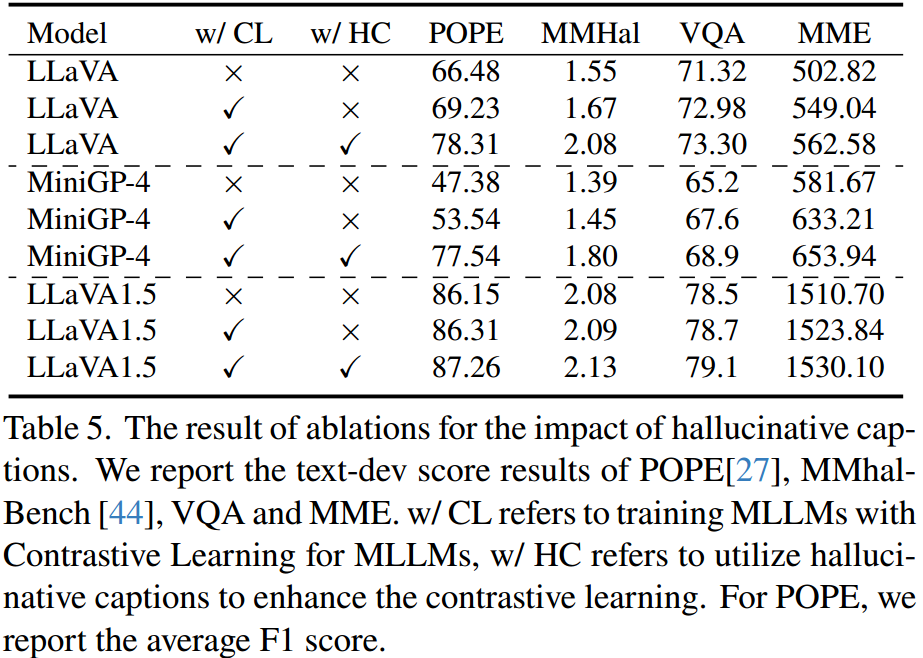 Model w/ CL w/ HC POPE MMHal VQA MME
LLaVA × × 66.48 1.55 71.32 502.82
LLaVA ✓ × 69.23 1.67 72.98 549.04
LLaVA ✓ ✓ 78.31 2.08 73.30 562.58
MiniGP-4 × × 47.38 1.39 65.2 581.67
MiniGP-4 ✓ × 53.54 1.45 67.6 633.21
MiniGP-4 ✓ ✓ 77.54 1.80 68.9 653.94
LLaVA1.5 × × 86.15 2.08 78.5 1510.70
LLaVA1.5 ✓ × 86.31 2.09 78.7 1523.84
LLaVA1.5 ✓ ✓ 87.26 2.13 79.1 1530.10
Table 5. The result of ablations for the impact of hallucinative cap-
tions. We report the text-dev score results of POPE[27], MMhal-
Bench [44], VQA and MME. w/ CL refers to training MLLMs with
Contrastive Learning for MLLMs, w/ HC refers to utilize halluci-
native captions to enhance the contrastive learning. For POPE, we
report the average F1 score.